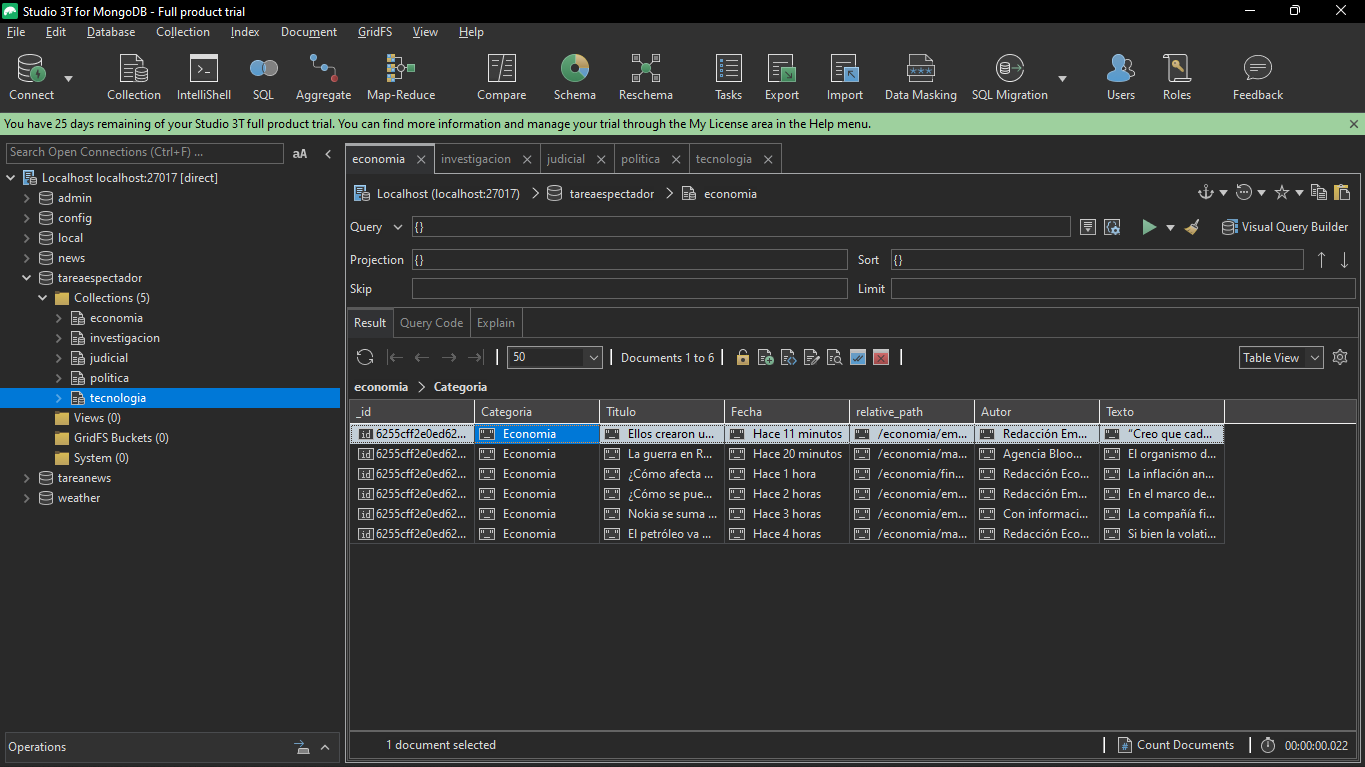 Studio 3T for MongoDB - Full product trial
File Edit Database Collection Index Document GridFS View Help
Connect Collection IntelliShell SQL Aggregate Map-Reduce Compare Schema Reschema Tasks Export Import Data Masking SQL Migration Users Roles Feedback
You have 25 days remaining of your Studio 3T full product trial. You can find more information and manage your trial through the My License area in the Help menu.
Search Open Connections (Ctrl+F) ... aA
Localhost localhost:27017 [direct]
admin
config
local
news
tareaespectador
Collections (5)
economia
investigacion
judicial
politica
tecnologia
Views (0)
GridFS Buckets (0)
System (0)
tareanews
weather
Operations
economia investigacion judicial politica tecnologia
Localhost (localhost:27017) tareaespectador economia
Query {} Visual Query Builder
Projection {} Sort {}
Skip Limit
Result Query Code Explain
50 Documents 1 to 6 Table View
economia > Categoria
_id Categoria Titulo Fecha relative_path Autor Texto
id 6255cff2e0ed62... Economia Ellos crearon u... Hace 11 minutos /economia/em... Redacción Em... “Creo que cad...
id 6255cff2e0ed62... Economia La guerra en R... Hace 20 minutos /economia/ma... Agencia Bloo... El organismo d...
id 6255cff2e0ed62... Economia ¿Cómo afecta ... Hace 1 hora /economia/fin... Redacción Eco... La inflación an...
id 6255cff2e0ed62... Economia ¿Cómo se pue... Hace 2 horas /economia/em... Redacción Em... En el marco de...
id 6255cff2e0ed62... Economia Nokia se suma ... Hace 3 horas /economia/em... Con informaci... La compañía fi...
id 6255cff2e0ed62... Economia El petróleo va ... Hace 4 horas /economia/ma... Redacción Eco... Si bien la volati...
1 document selected Count Documents 00:00:00.022